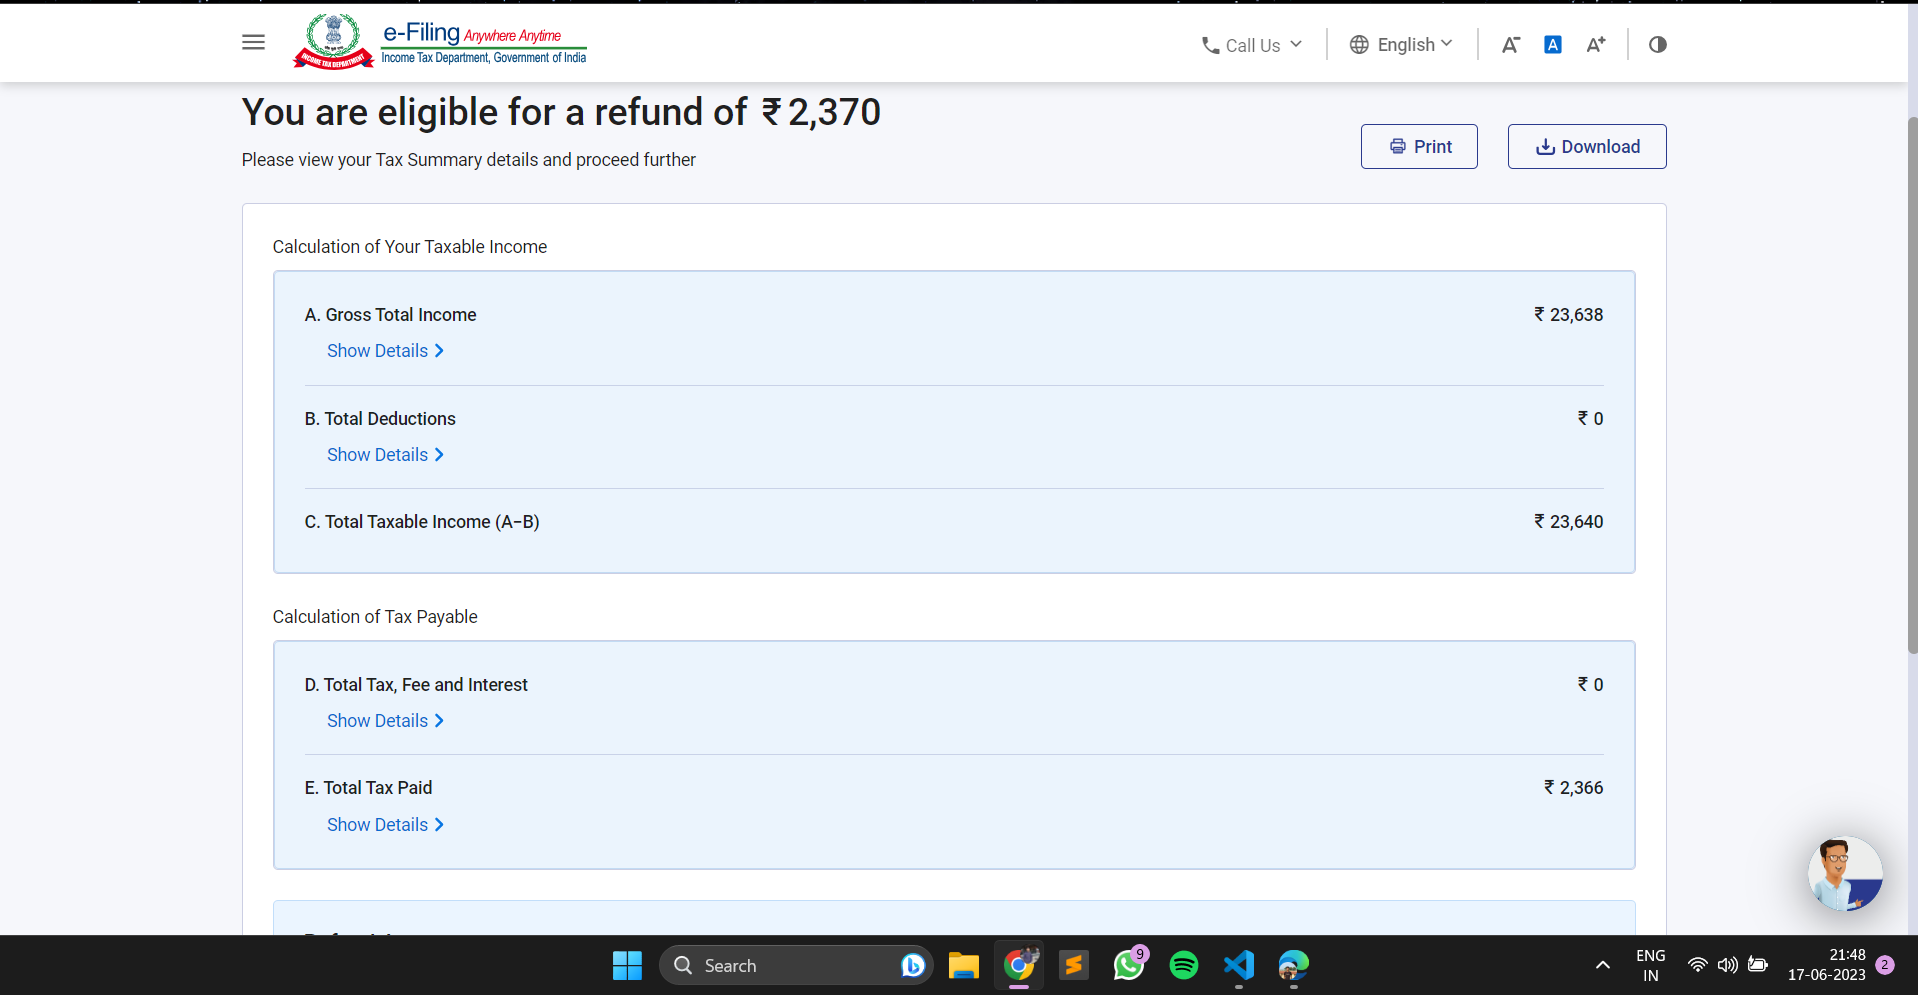 e-Filing Anywhere Anytime
Income Tax Department, Government of India
INCOME TAX DEPARTMENT
Call Us
English
A-
A
A+
You are eligible for a refund of ₹ 2,370
Please view your Tax Summary details and proceed further
Print
Download
Calculation of Your Taxable Income
A. Gross Total Income ₹ 23,638
Show Details
B. Total Deductions ₹ 0
Show Details
C. Total Taxable Income (A−B) ₹ 23,640
Calculation of Tax Payable
D. Total Tax, Fee and Interest ₹ 0
Show Details
E. Total Tax Paid ₹ 2,366
Show Details
Search
9
ENG
IN
21:48
17-06-2023
2